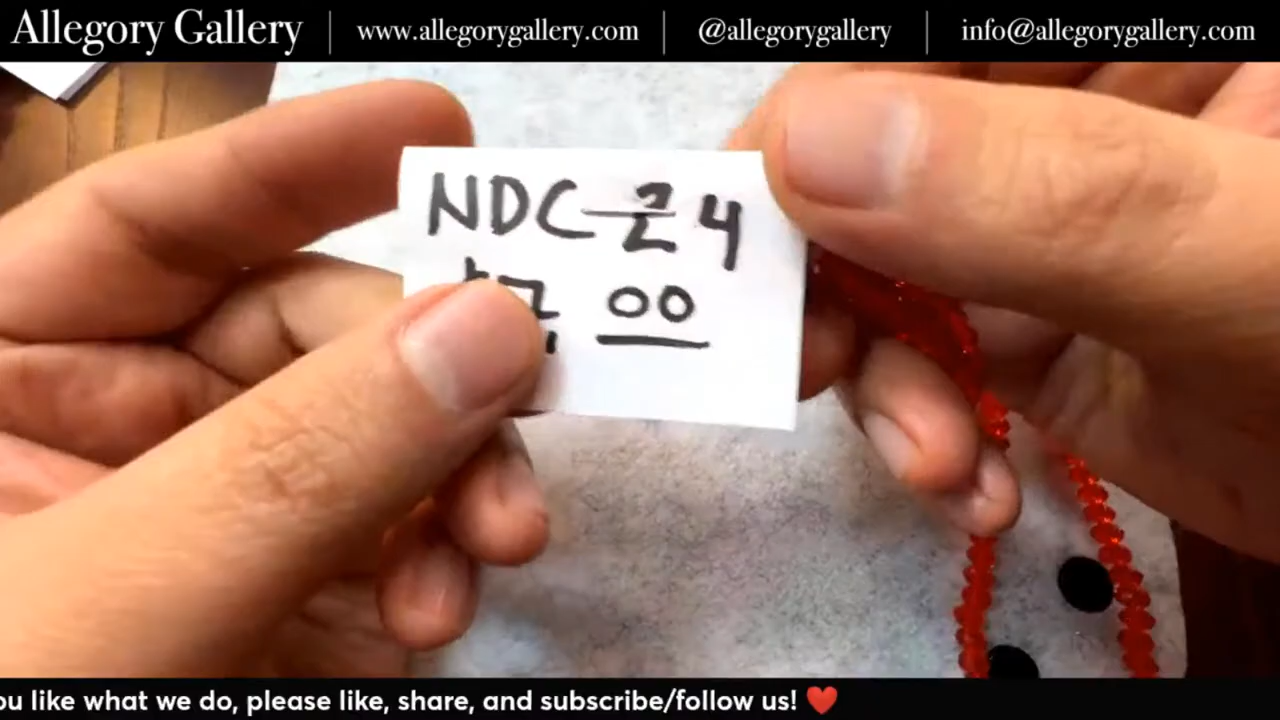 Allegory Gallery | www.allegorygallery.com | @allegorygallery | info@allegorygallery.com
NDC-24
00
ou like what we do, please like, share, and subscribe/follow us! ❤️